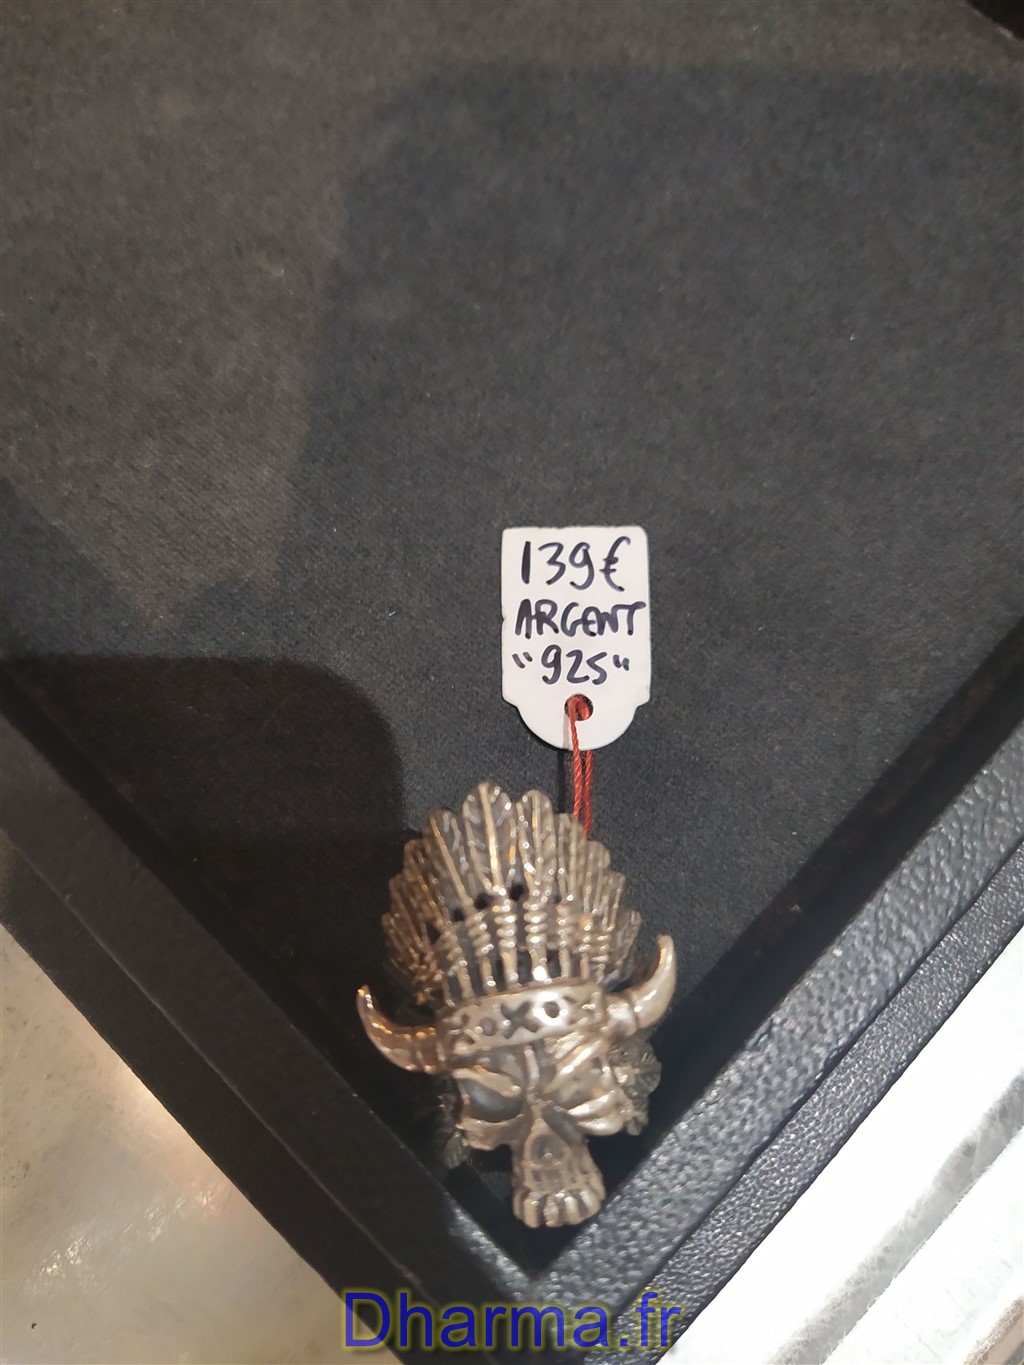 139€
ARGENT
"925"
Dharma.fr